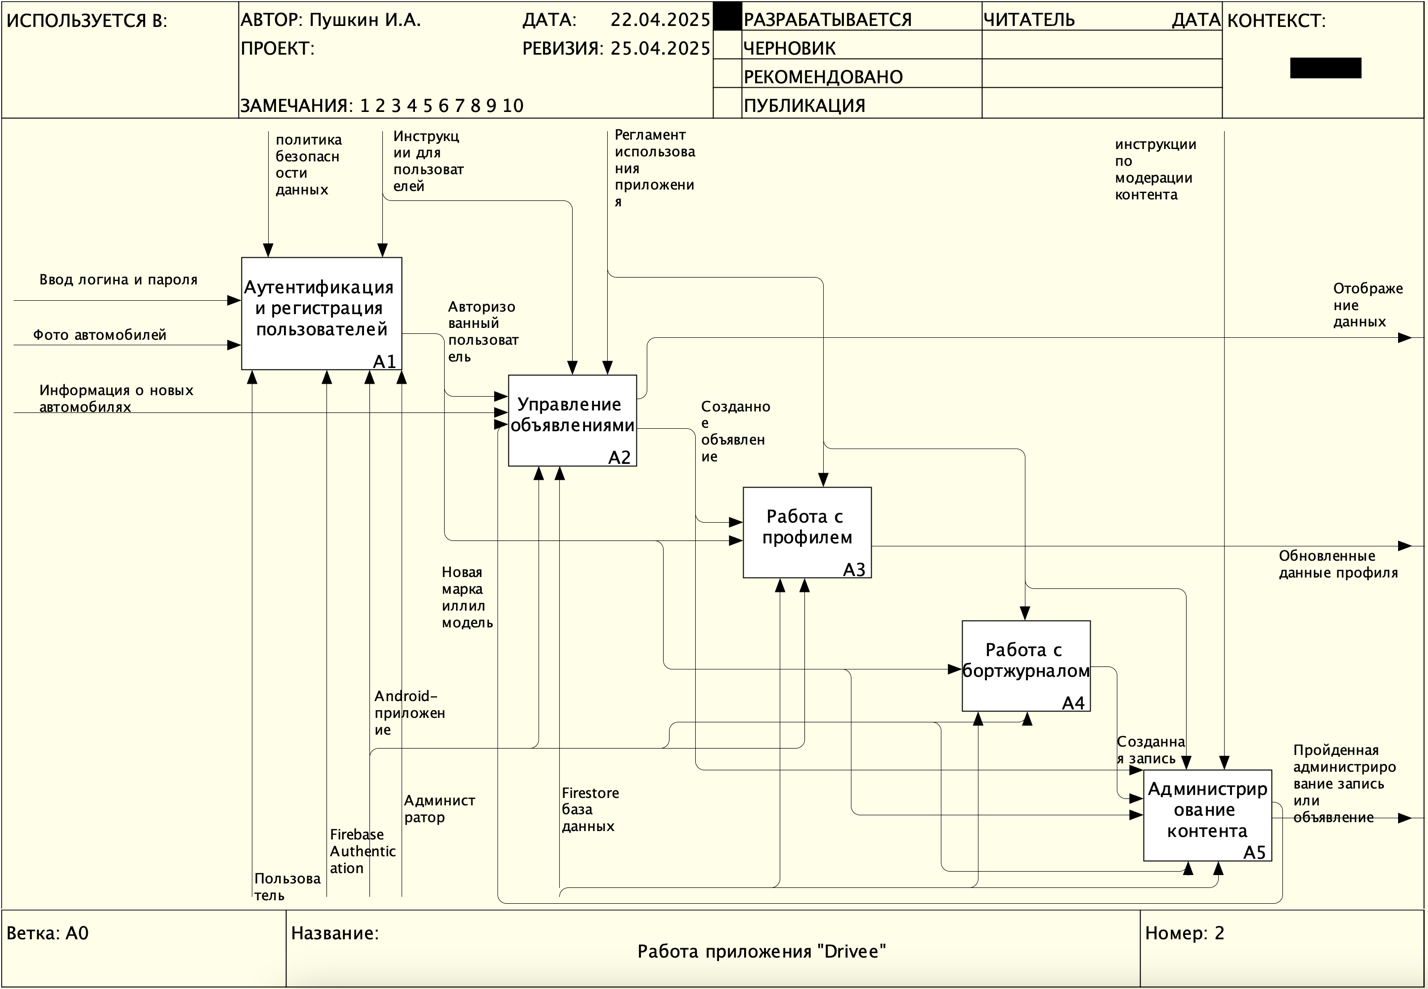 ИСПОЛЬЗУЕТСЯ В:
АВТОР: Пушкин И.А.
ДАТА: 22.04.2025
ПРОЕКТ:
РЕВИЗИЯ: 25.04.2025
ЗАМЕЧАНИЯ: 1 2 3 4 5 6 7 8 9 10
РАЗРАБАТЫВАЕТСЯ
ЧЕРНОВИК
РЕКОМЕНДОВАНО
ПУБЛИКАЦИЯ
ЧИТАТЕЛЬ
ДАТА
КОНТЕКСТ:
политика
безопасн
ости
данных
Инструкц
ии для
пользоват
елей
Регламент
использова
ния
приложени
я
инструкции
по
модерации
контента
Ввод логина и пароля
Фото автомобилей
Информация о новых
автомобилях
Аутентификация
и регистрация
пользователей
A1
Авторизо
ванный
пользоват
ель
Отображе
ние
данных
Управление
объявлениями
A2
Созданно
е
объявлен
ие
Работа с
профилем
A3
Обновленные
данные профиля
Новая
марка
иллил
модель
Работа с
бортжурналом
A4
Android-
приложен
ие
Созданна
я запись
Пройденная
администриро
вание запись
или
объявление
Администрир
ование
контента
A5
Админист
ратор
Firestore
база
данных
Firebase
Authentic
ation
Пользова
тель
Ветка: A0
Название:
Работа приложения "Drivee"
Номер: 2